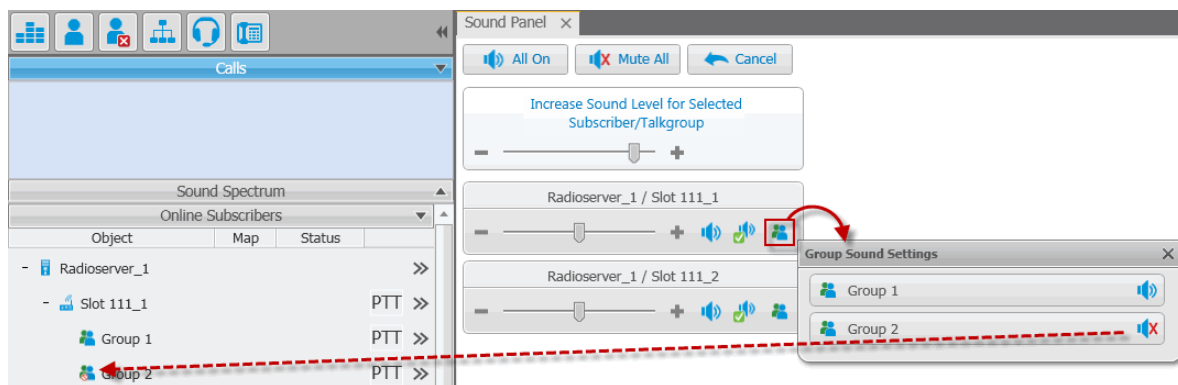 Calls
Sound Spectrum
Online Subscribers
Object Map Status
- Radioserver_1
- Slot 111_1 PTT
Group 1 PTT
Group 2 PTT
Sound Panel
All On Mute All Cancel
Increase Sound Level for Selected
Subscriber/Talkgroup
Radioserver_1 / Slot 111_1
Radioserver_1 / Slot 111_2
Group Sound Settings
Group 1
Group 2